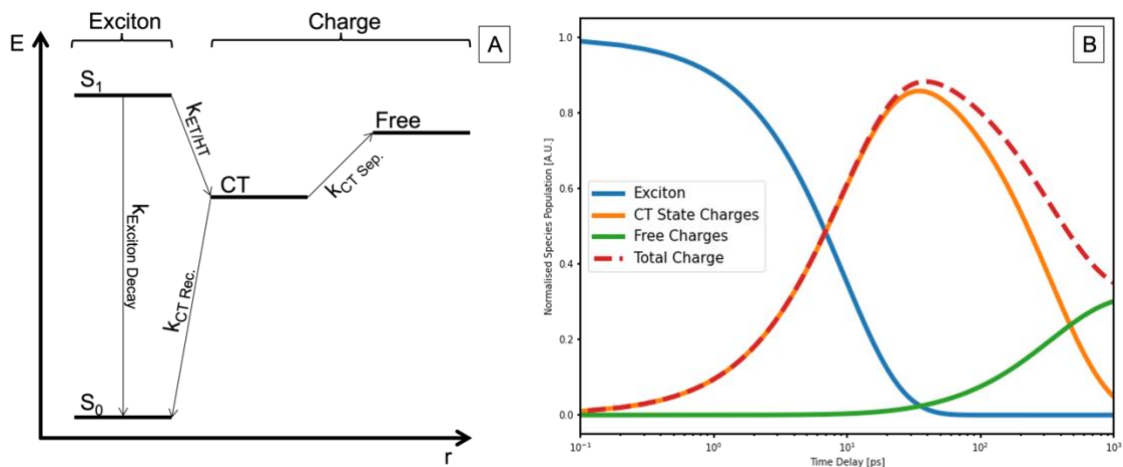 Exciton
Charge
A
E
S1
kET/HT
Free
CT
kCT Sep.
kExciton Decay
kCT Rec.
S0
r
B
1.0
0.8
0.6
0.4
0.2
0.0
Normalised Species Population [A.U.]
Exciton
CT State Charges
Free Charges
Total Charge
10⁻¹ 10⁰ 10¹ 10² 10³
Time Delay [ps]